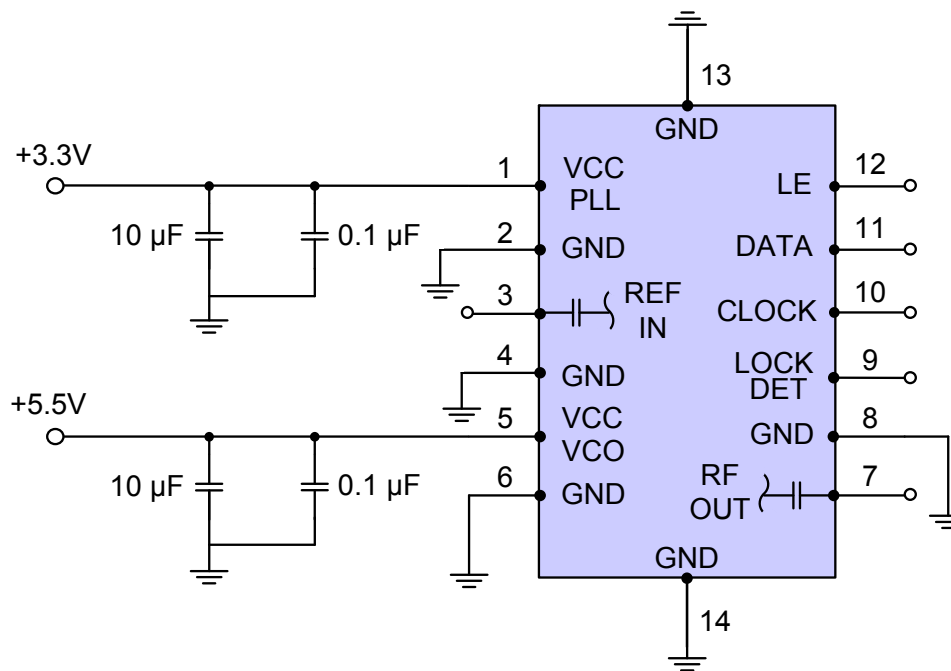 13
GND
+3.3V
1
VCC
PLL
12
LE
10 µF
0.1 µF
2
GND
11
DATA
3
REF
IN
10
CLOCK
4
GND
9
LOCK
DET
+5.5V
5
VCC
VCO
8
GND
10 µF
0.1 µF
6
GND
7
RF
OUT
GND
14